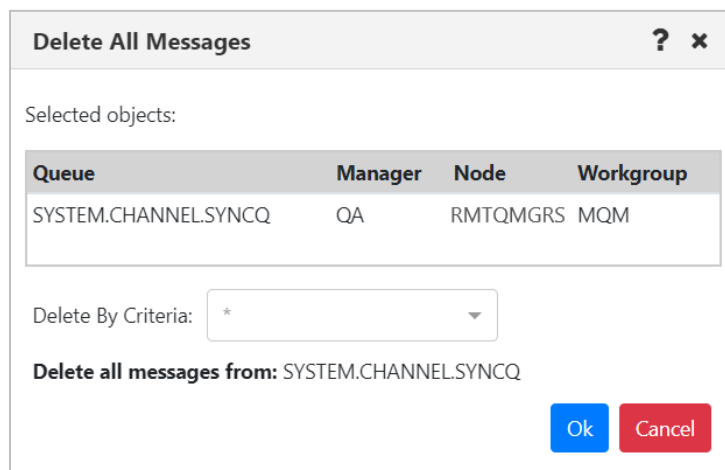 Delete All Messages ? ×
Selected objects:
Queue Manager Node Workgroup
SYSTEM.CHANNEL.SYNCQ QA RMTQMGRS MQM
Delete By Criteria: *
Delete all messages from: SYSTEM.CHANNEL.SYNCQ
Ok Cancel